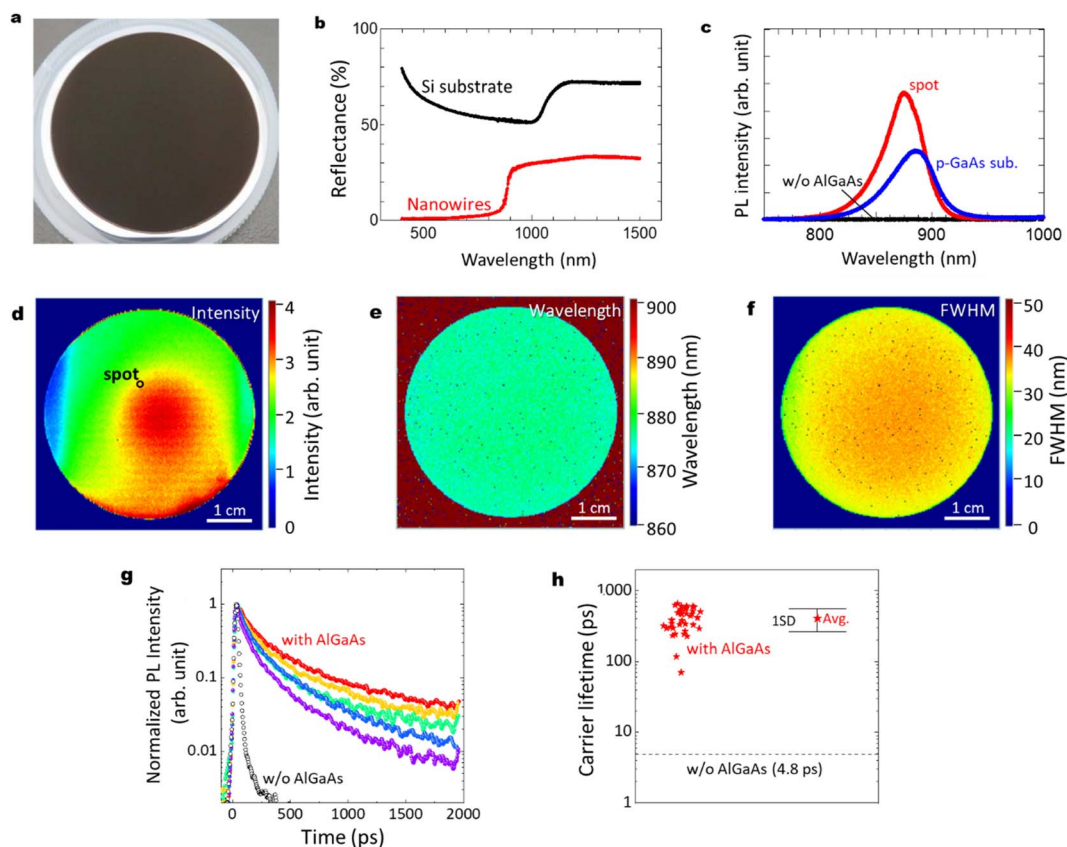 a
b
100
50
0
Reflectance (%)
Si substrate
Nanowires
500
1000
1500
Wavelength (nm)
c
PL intensity (arb. unit)
spot
p-GaAs sub.
w/o AlGaAs
800
900
1000
Wavelength (nm)
d
Intensity
spot
1 cm
4
3
2
1
0
Intensity (arb. unit)
e
Wavelength
1 cm
900
890
880
870
860
Wavelength (nm)
f
FWHM
1 cm
50
40
30
20
10
0
FWHM (nm)
g
Normalized PL Intensity
(arb. unit)
1
0.1
0.01
with AlGaAs
w/o AlGaAs
0
500
1000
1500
2000
Time (ps)
h
Carrier lifetime (ps)
1000
100
10
1
with AlGaAs
1SD
Avg.
w/o AlGaAs (4.8 ps)